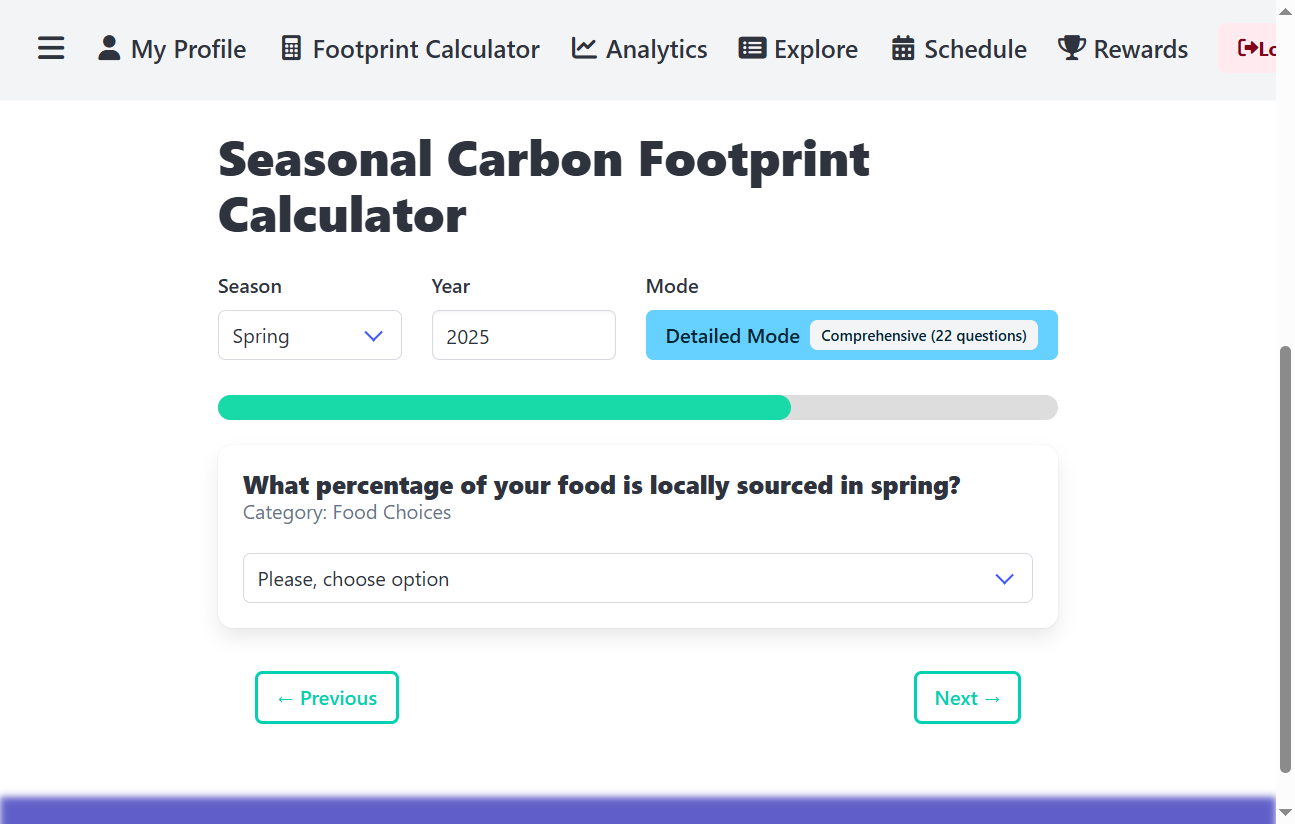 My Profile Footprint Calculator Analytics Explore Schedule Rewards
Seasonal Carbon Footprint
Calculator
Season Year Mode
Spring 2025 Detailed Mode Comprehensive (22 questions)
What percentage of your food is locally sourced in spring?
Category: Food Choices
Please, choose option
← Previous Next →